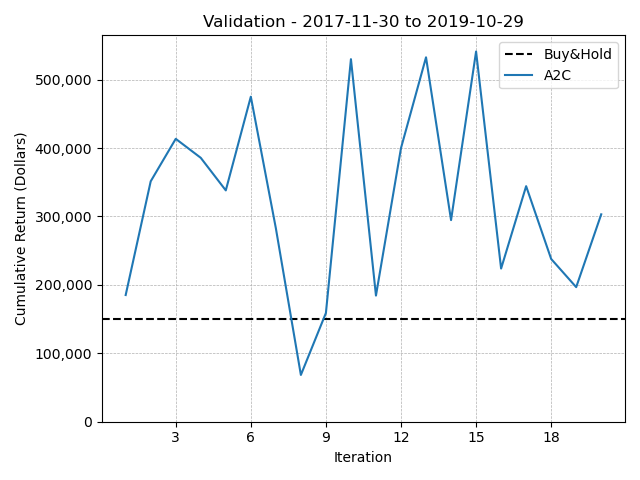 Validation - 2017-11-30 to 2019-10-29
Buy&Hold
A2C
Cumulative Return (Dollars)
500,000
400,000
300,000
200,000
100,000
0
3 6 9 12 15 18
Iteration